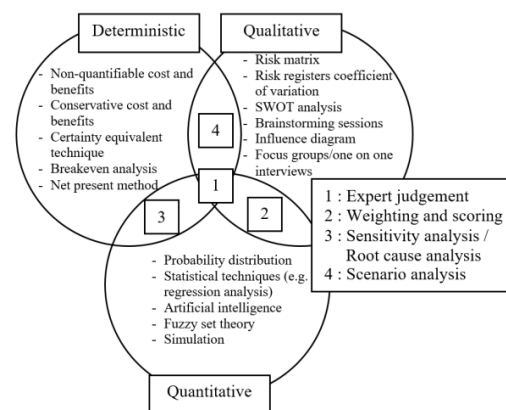 Deterministic
- Non-quantifiable cost and
benefits
- Conservative cost and
benefits
- Certainty equivalent
technique
- Breakeven analysis
- Net present method
Qualitative
- Risk matrix
- Risk registers coefficient
of variation
- SWOT analysis
- Brainstorming sessions
- Influence diagram
- Focus groups/one on one
interviews
4
1
3
2
1 : Expert judgement
2 : Weighting and scoring
3 : Sensitivity analysis /
Root cause analysis
4 : Scenario analysis
- Probability distribution
- Statistical techniques (e.g.
regression analysis)
- Artificial intelligence
- Fuzzy set theory
- Simulation
Quantitative